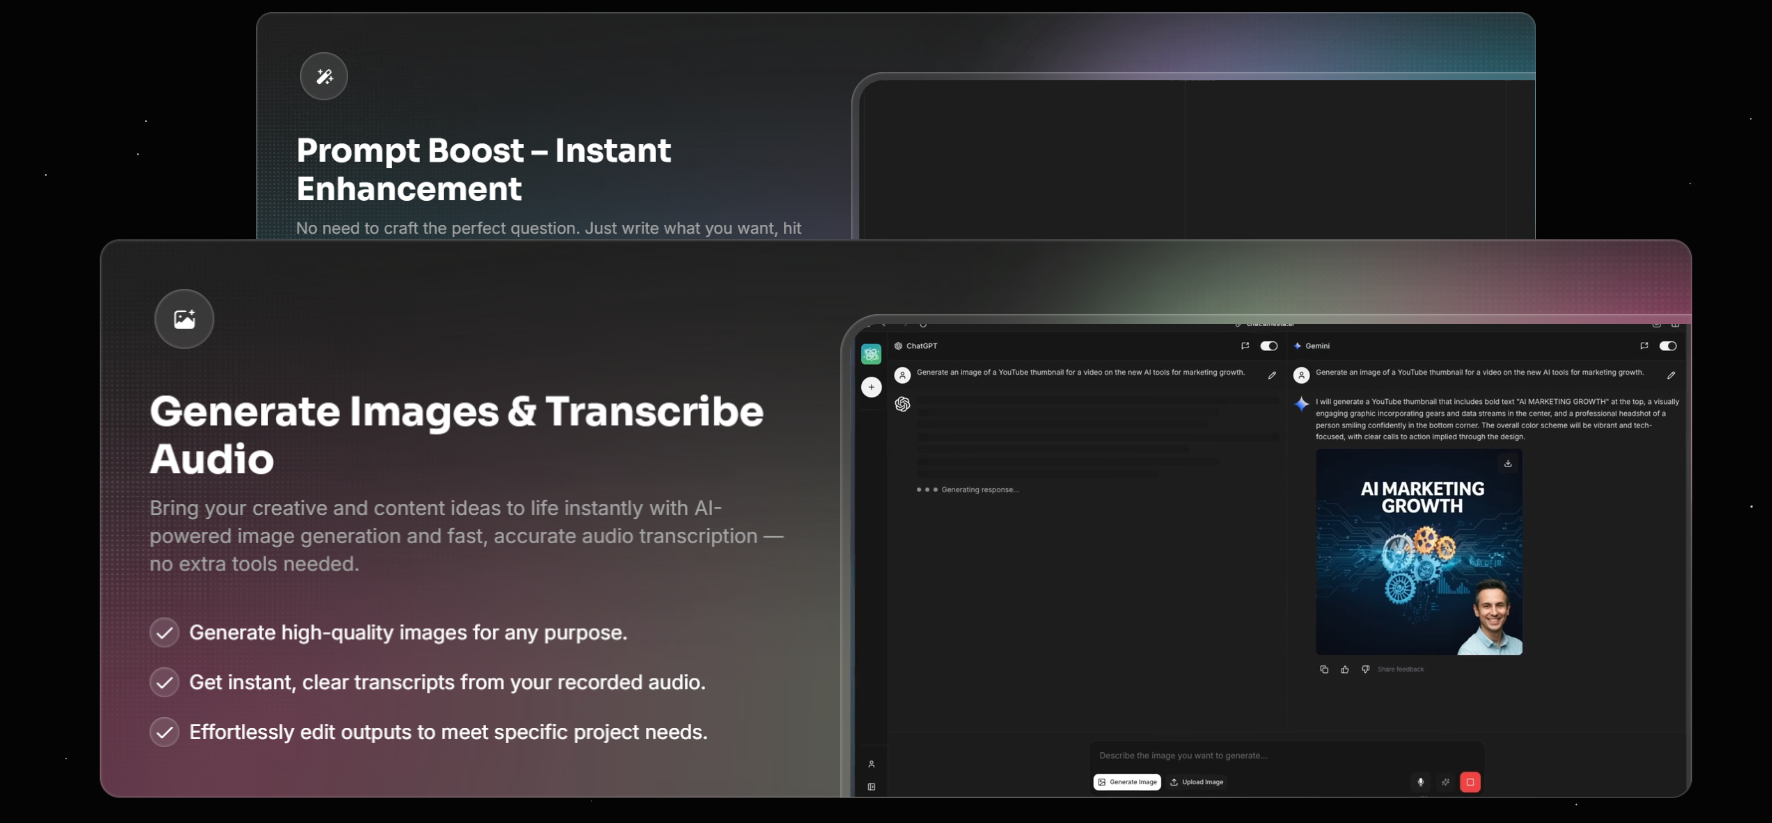 Prompt Boost – Instant
Enhancement
No need to craft the perfect question. Just write what you want, hit
Generate Images & Transcribe
Audio
Bring your creative and content ideas to life instantly with AI-
powered image generation and fast, accurate audio transcription —
no extra tools needed.
Generate high-quality images for any purpose.
Get instant, clear transcripts from your recorded audio.
Effortlessly edit outputs to meet specific project needs.
ChatGPT
Generate an image of a YouTube thumbnail for a video on the new AI tools for marketing growth.
Generating response...
Gemini
Generate an image of a YouTube thumbnail for a video on the new AI tools for marketing growth.
I will generate a YouTube thumbnail that includes bold text "AI MARKETING GROWTH" at the top, a visually
engaging graphic incorporating gears and data streams in the center, and a professional headshot of a
person smiling confidently in the bottom corner. The overall color scheme will be vibrant and tech-
focused, with clear calls to action implied through the design.
AI MARKETING
GROWTH
Share feedback
Describe the image you want to generate...
Generate Image
Upload Image